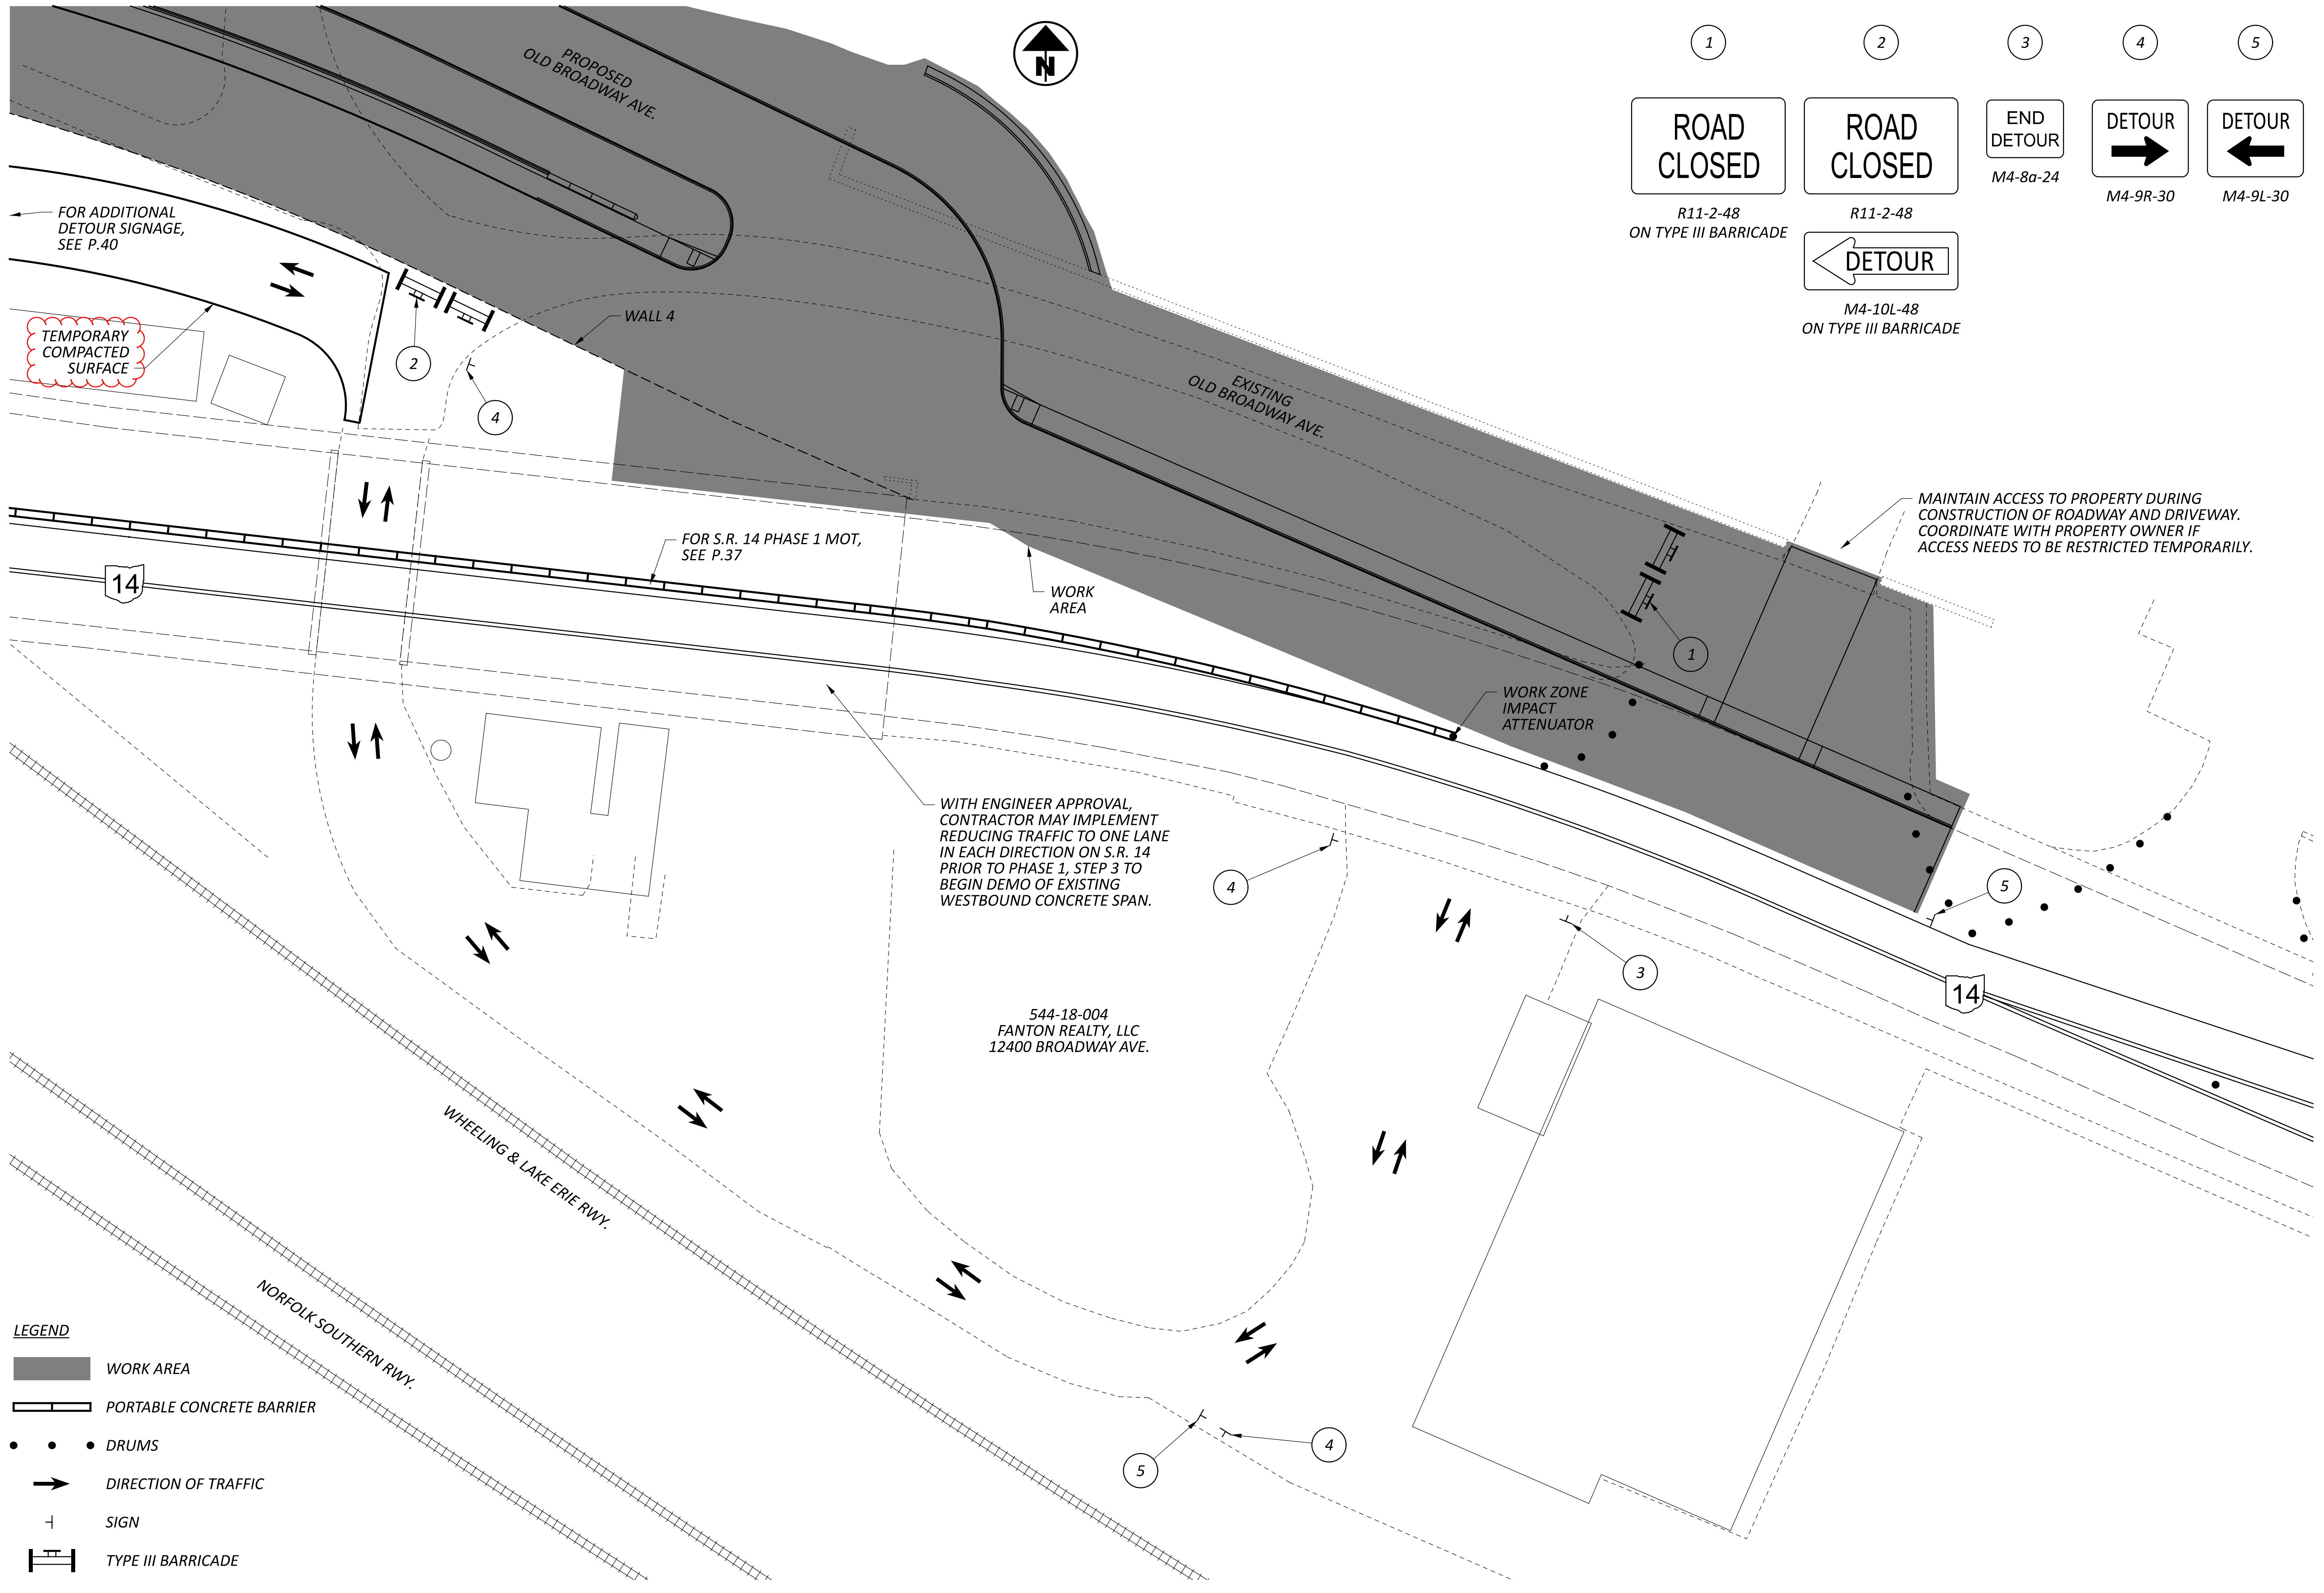 PROPOSED
OLD BROADWAY AVE.
N
1
2
3
4
5
ROAD
CLOSED
R11-2-48
ON TYPE III BARRICADE
ROAD
CLOSED
R11-2-48
DETOUR
M4-10L-48
ON TYPE III BARRICADE
END
DETOUR
M4-8a-24
DETOUR
M4-9R-30
DETOUR
M4-9L-30
FOR ADDITIONAL
DETOUR SIGNAGE,
SEE P.40
TEMPORARY
COMPACTED
SURFACE
2
4
WALL 4
EXISTING
OLD BROADWAY AVE.
MAINTAIN ACCESS TO PROPERTY DURING
CONSTRUCTION OF ROADWAY AND DRIVEWAY.
COORDINATE WITH PROPERTY OWNER IF
ACCESS NEEDS TO BE RESTRICTED TEMPORARILY.
FOR S.R. 14 PHASE 1 MOT,
SEE P.37
14
WORK
AREA
1
WORK ZONE
IMPACT
ATTENUATOR
WITH ENGINEER APPROVAL,
CONTRACTOR MAY IMPLEMENT
REDUCING TRAFFIC TO ONE LANE
IN EACH DIRECTION ON S.R. 14
PRIOR TO PHASE 1, STEP 3 TO
BEGIN DEMO OF EXISTING
WESTBOUND CONCRETE SPAN.
4
5
3
14
544-18-004
FANTON REALTY, LLC
12400 BROADWAY AVE.
WHEELING & LAKE ERIE RWY.
NORFOLK SOUTHERN RWY.
5
4
LEGEND
WORK AREA
PORTABLE CONCRETE BARRIER
DRUMS
DIRECTION OF TRAFFIC
SIGN
TYPE III BARRICADE